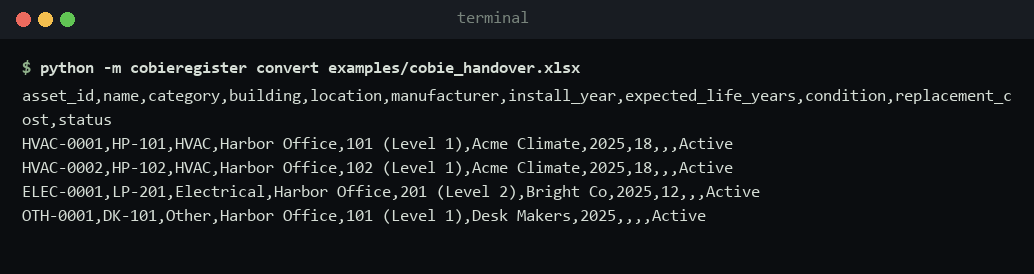 terminal
$ python -m cobieregister convert examples/cobie_handover.xlsx
asset_id,name,category,building,location,manufacturer,install_year,expected_life_years,condition,replacement_c
ost,status
HVAC-0001,HP-101,HVAC,Harbor Office,101 (Level 1),Acme Climate,2025,18,,,Active
HVAC-0002,HP-102,HVAC,Harbor Office,102 (Level 1),Acme Climate,2025,18,,,Active
ELEC-0001,LP-201,Electrical,Harbor Office,201 (Level 2),Bright Co,2025,12,,,Active
OTH-0001,DK-101,Other,Harbor Office,101 (Level 1),Desk Makers,2025,,,,Active